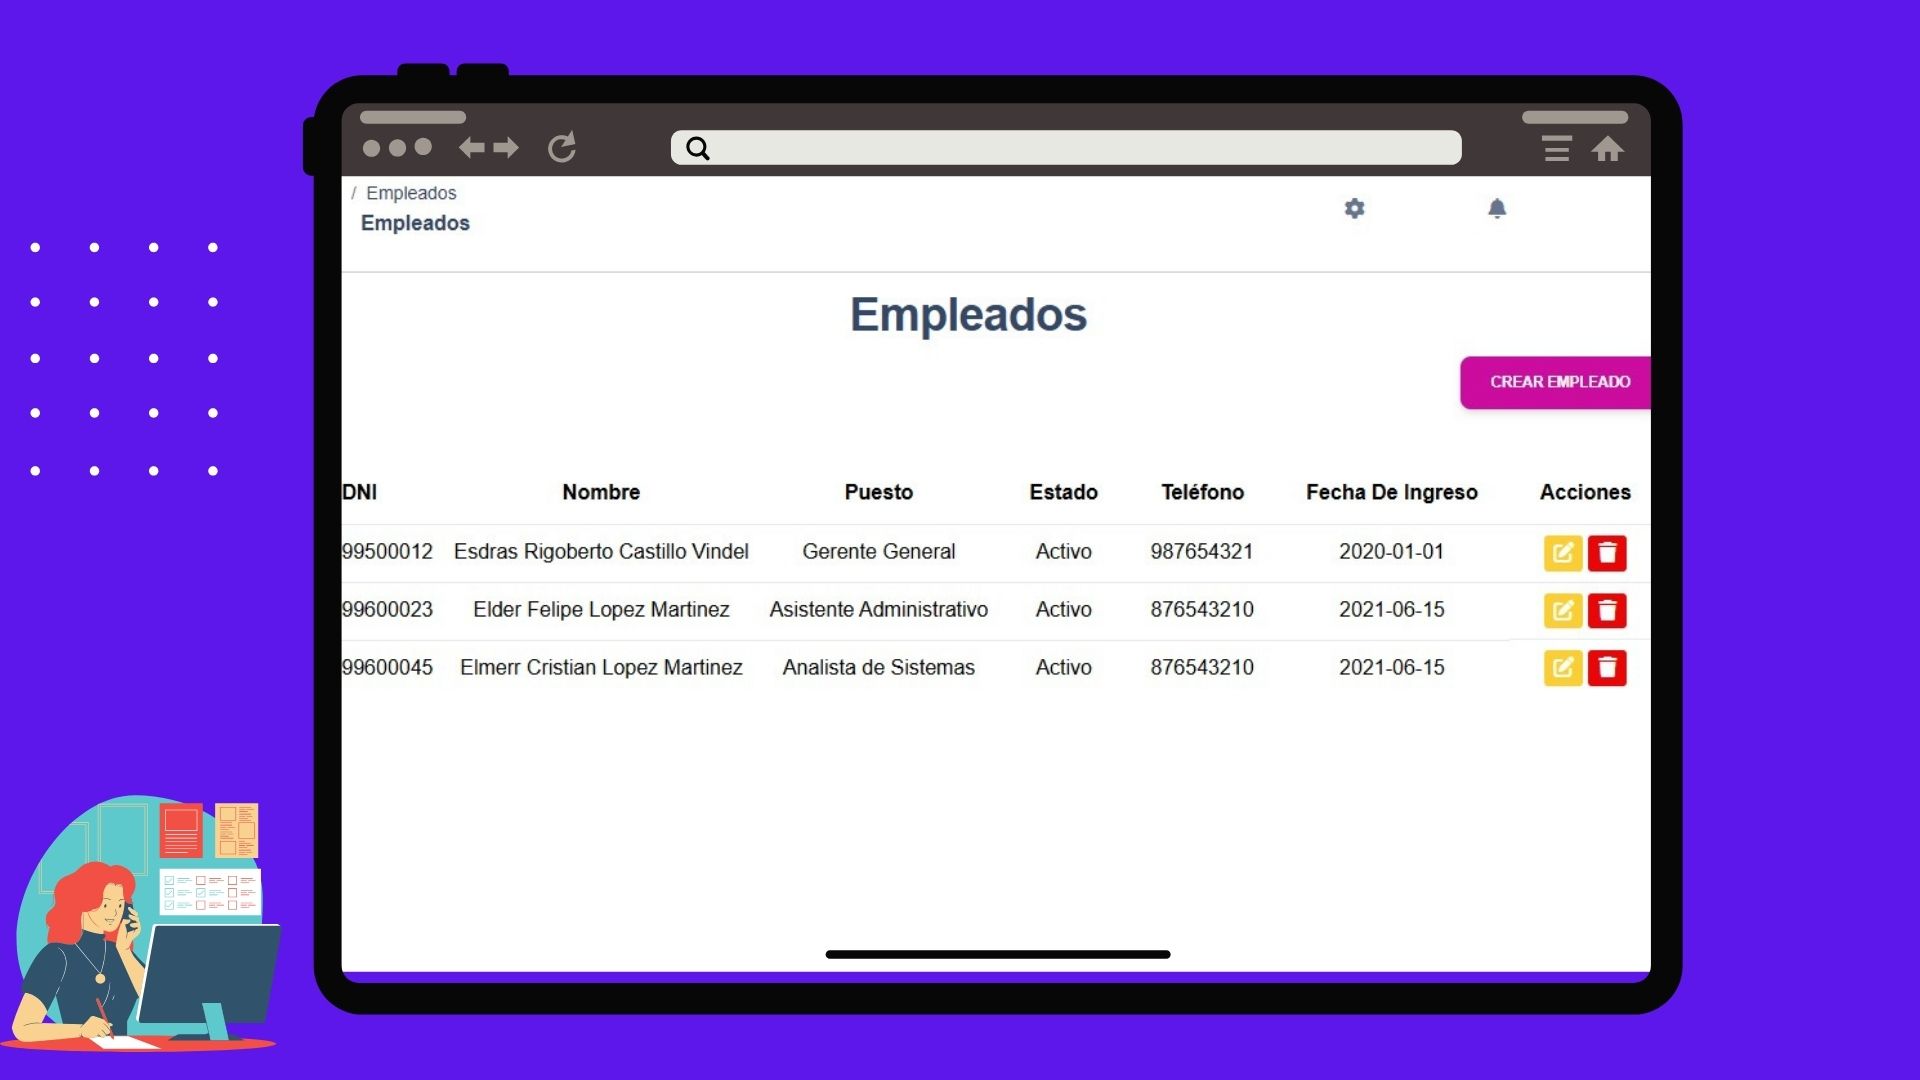 / Empleados
Empleados
Empleados
CREAR EMPLEADO
DNI Nombre Puesto Estado Teléfono Fecha De Ingreso Acciones
99500012 Esdras Rigoberto Castillo Vindel Gerente General Activo 987654321 2020-01-01
99600023 Elder Felipe Lopez Martinez Asistente Administrativo Activo 876543210 2021-06-15
99600045 Elmerr Cristian Lopez Martinez Analista de Sistemas Activo 876543210 2021-06-15